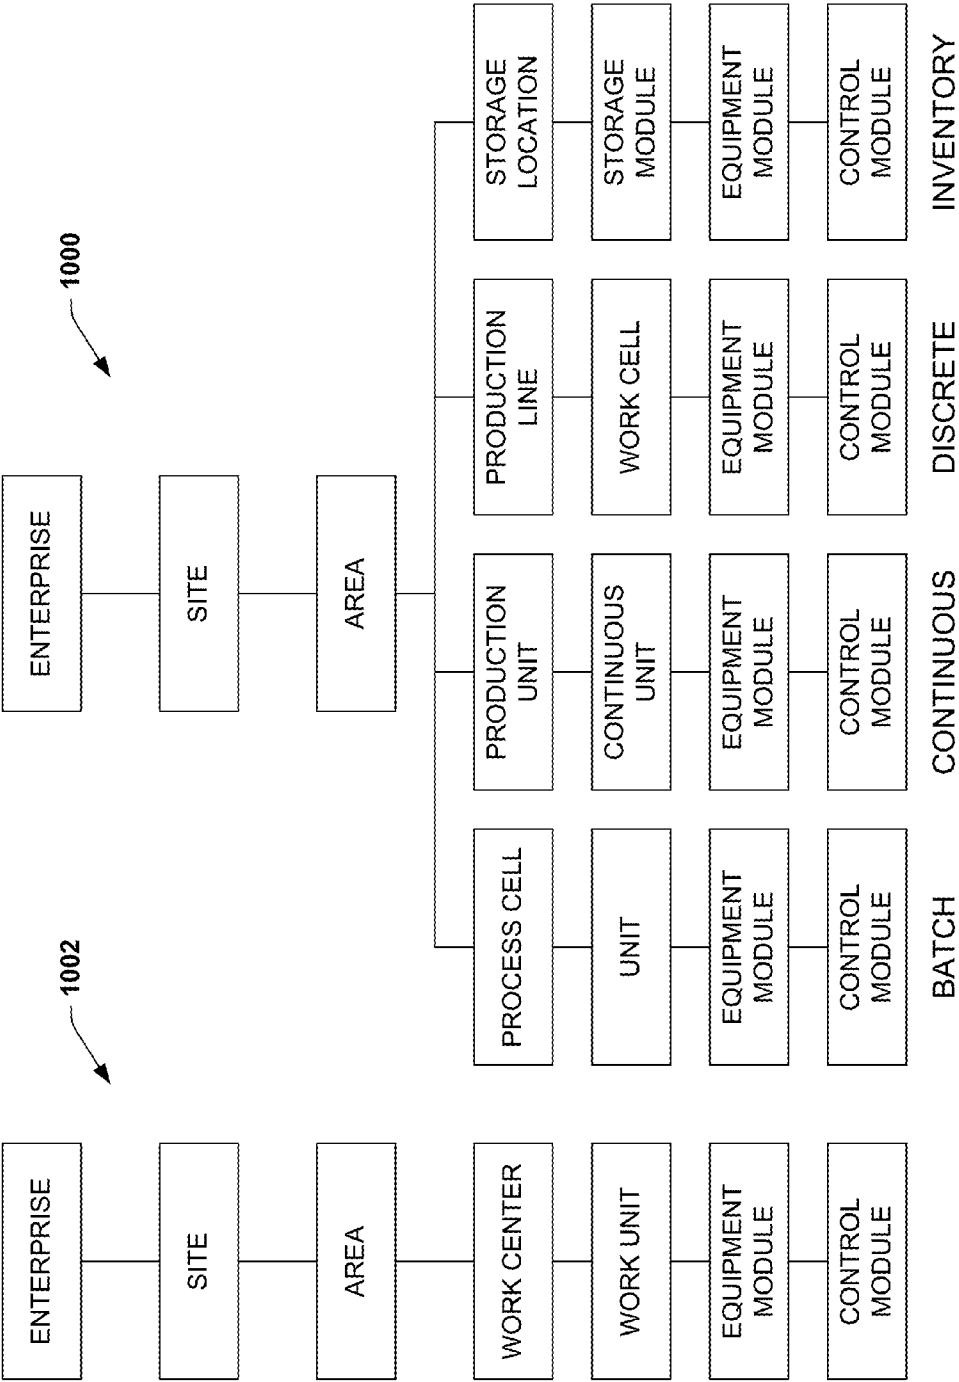 1002
ENTERPRISE
SITE
AREA
WORK CENTER
WORK UNIT
EQUIPMENT
MODULE
CONTROL
MODULE
1000
ENTERPRISE
SITE
AREA
PROCESS CELL
UNIT
EQUIPMENT
MODULE
CONTROL
MODULE
BATCH
PRODUCTION
UNIT
CONTINUOUS
UNIT
EQUIPMENT
MODULE
CONTROL
MODULE
CONTINUOUS
PRODUCTION
LINE
WORK CELL
EQUIPMENT
MODULE
CONTROL
MODULE
DISCRETE
STORAGE
LOCATION
STORAGE
MODULE
EQUIPMENT
MODULE
CONTROL
MODULE
INVENTORY